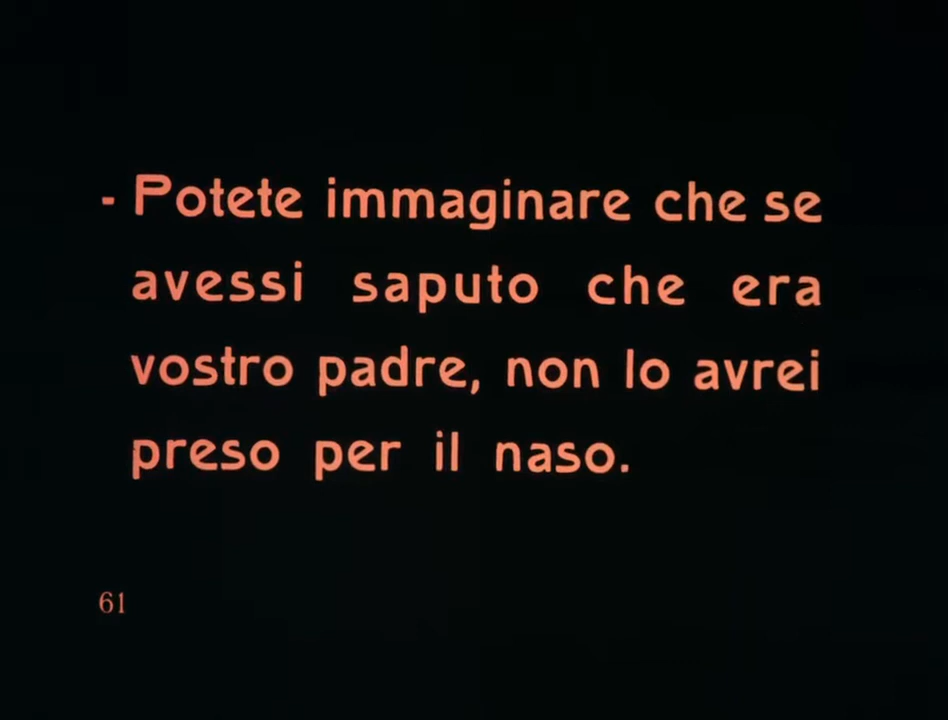 - Potete immaginare che se
avessi saputo che era
vostro padre, non lo avrei
preso per il naso.
61